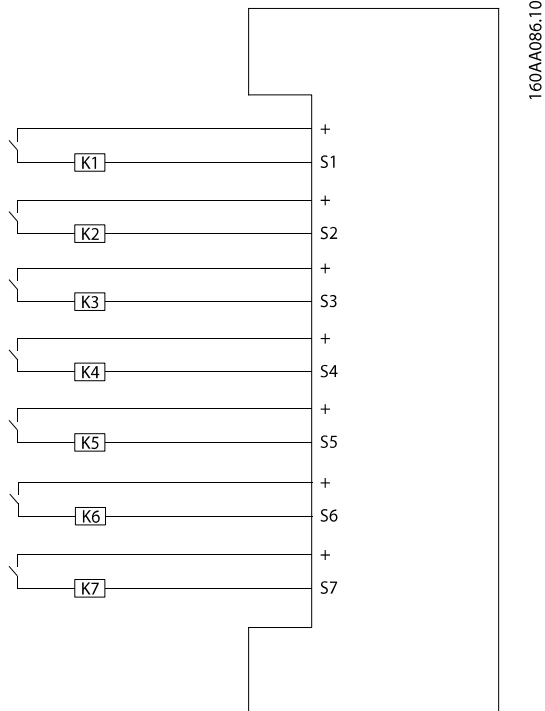 160AA086.10
+
K1 S1
+
K2 S2
+
K3 S3
+
K4 S4
+
K5 S5
+
K6 S6
+
K7 S7